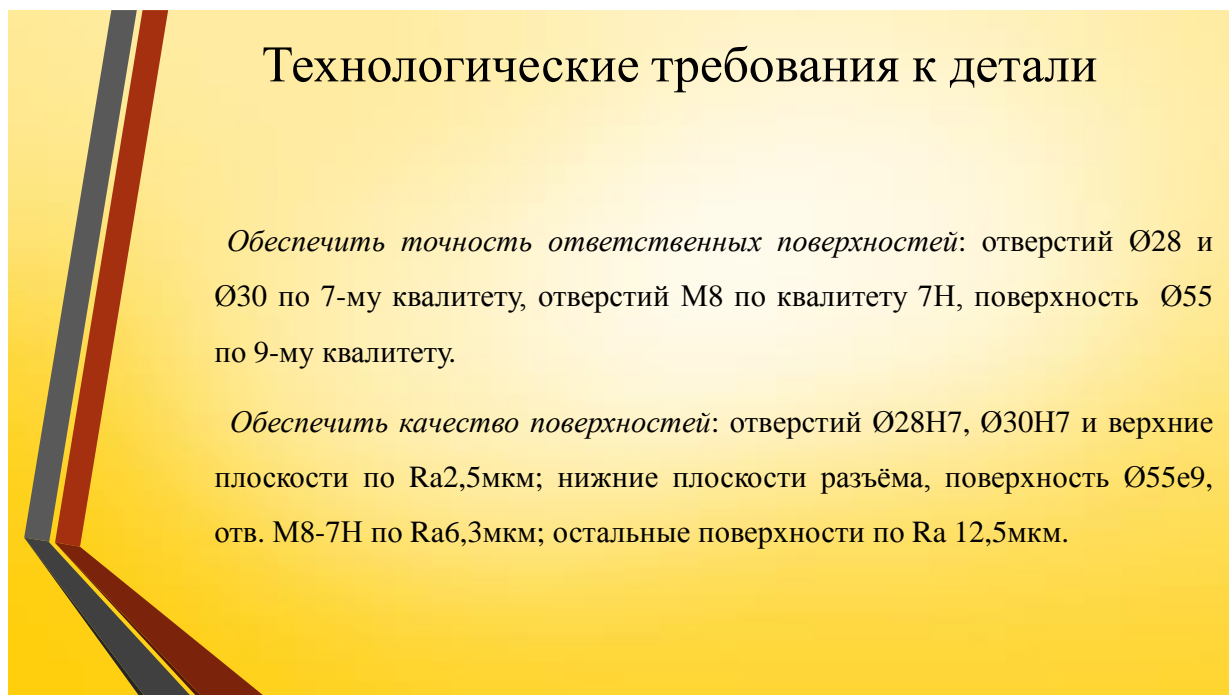 Технологические требования к детали
Обеспечить точность ответственных поверхностей: отверстий Ø28 и
Ø30 по 7-му квалитету, отверстий М8 по квалитету 7Н, поверхность Ø55
по 9-му квалитету.
Обеспечить качество поверхностей: отверстий Ø28Н7, Ø30Н7 и верхние
плоскости по Ra2,5мкм; нижние плоскости разъёма, поверхность Ø55е9,
отв. М8-7Н по Ra6,3мкм; остальные поверхности по Ra 12,5мкм.